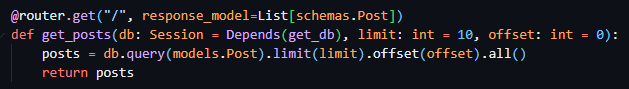 @router.get("/", response_model=List[schemas.Post])
def get_posts(db: Session = Depends(get_db), limit: int = 10, offset: int = 0):
    posts = db.query(models.Post).limit(limit).offset(offset).all()
    return posts